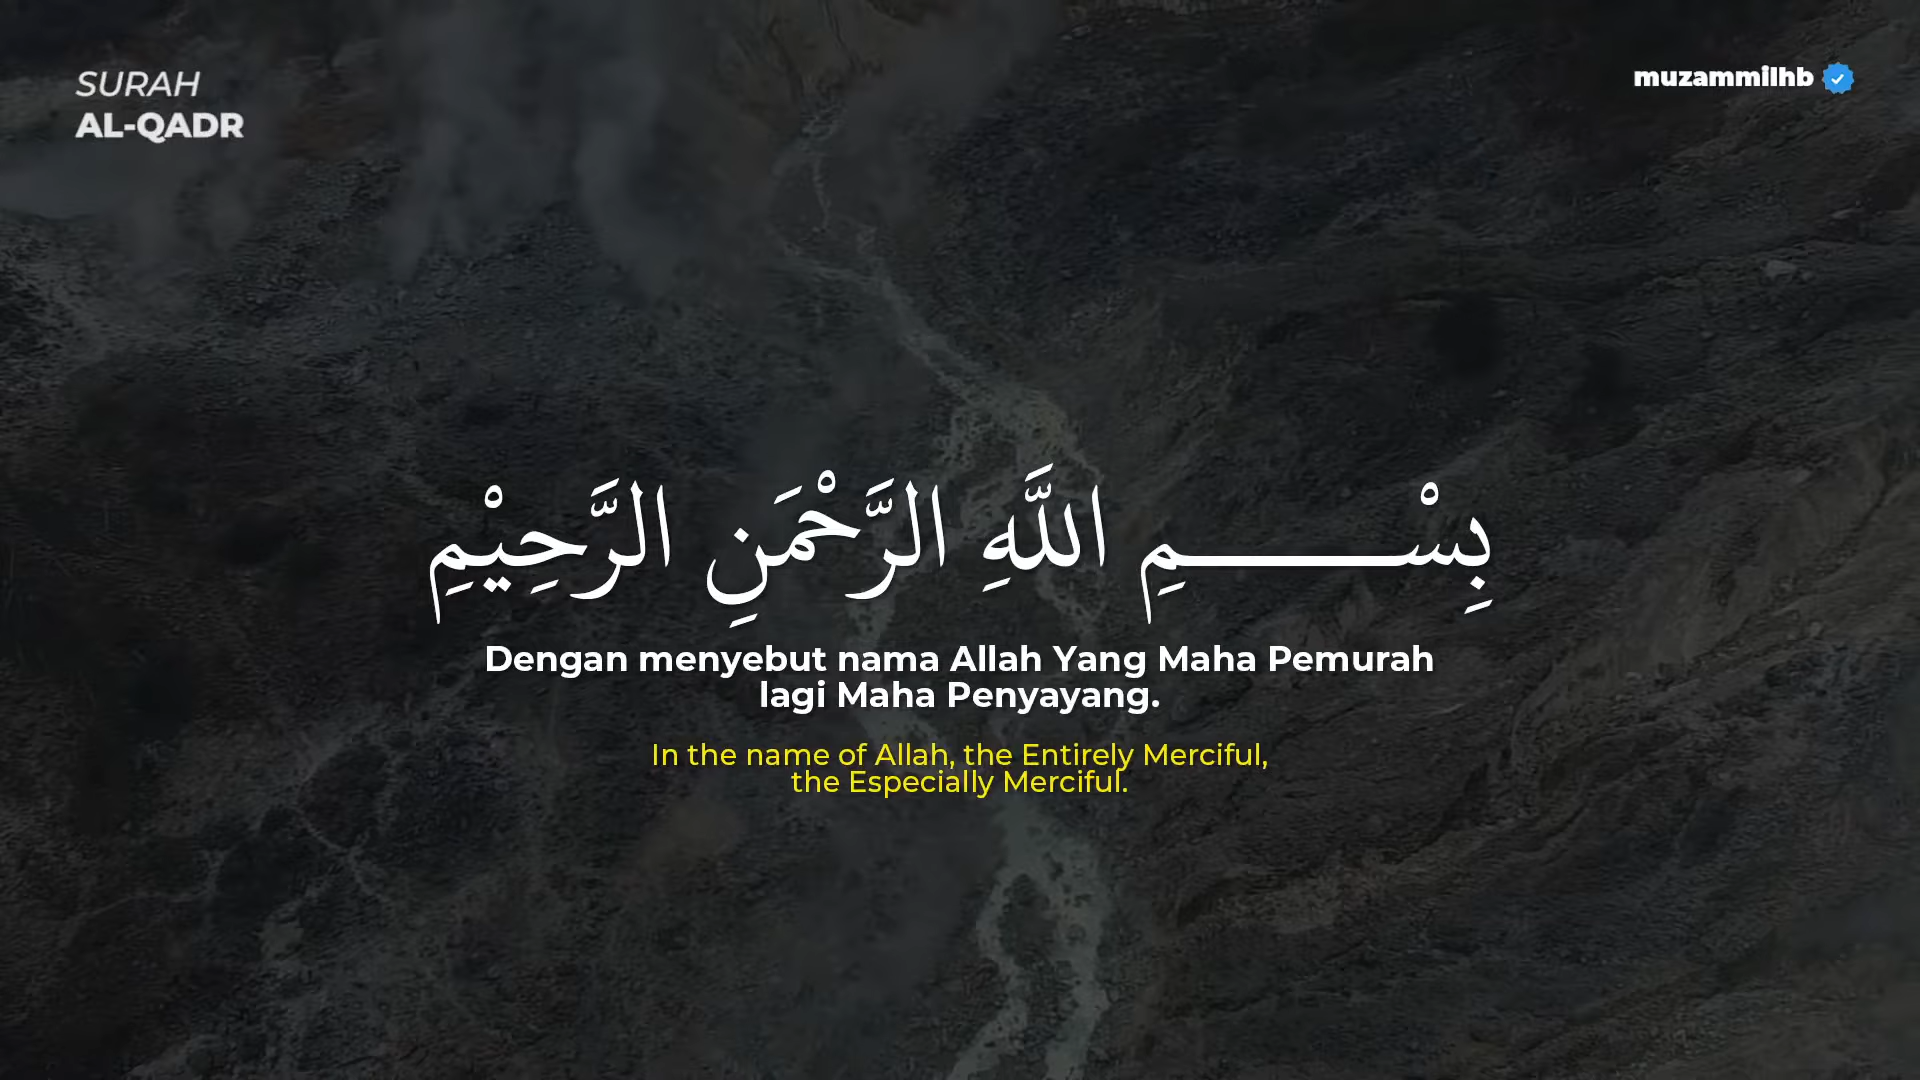 SURAH
AL-QADR
muzammilhb
بِسْـــــــــمِ اللَّهِ الرَّحْمَنِ الرَّحِيْمِ
Dengan menyebut nama Allah Yang Maha Pemurah
lagi Maha Penyayang.
In the name of Allah, the Entirely Merciful,
the Especially Merciful.